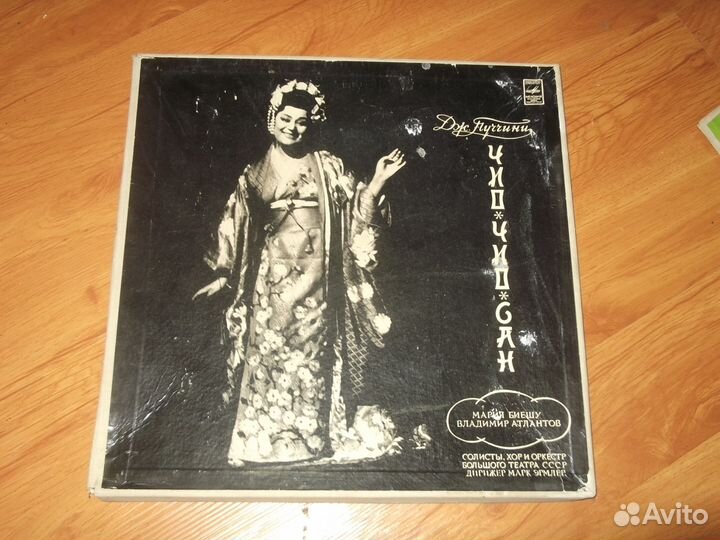 Дж. Пуччини
ЧИО*ЧИО*САН
МАРИЯ БИЕШУ
ВЛАДИМИР АТЛАНТОВ
СОЛИСТЫ, ХОР И ОРКЕСТР
БОЛЬШОГО ТЕАТРА СССР
ДИРИЖЕР МАРК ЭРМЛЕР
Avito